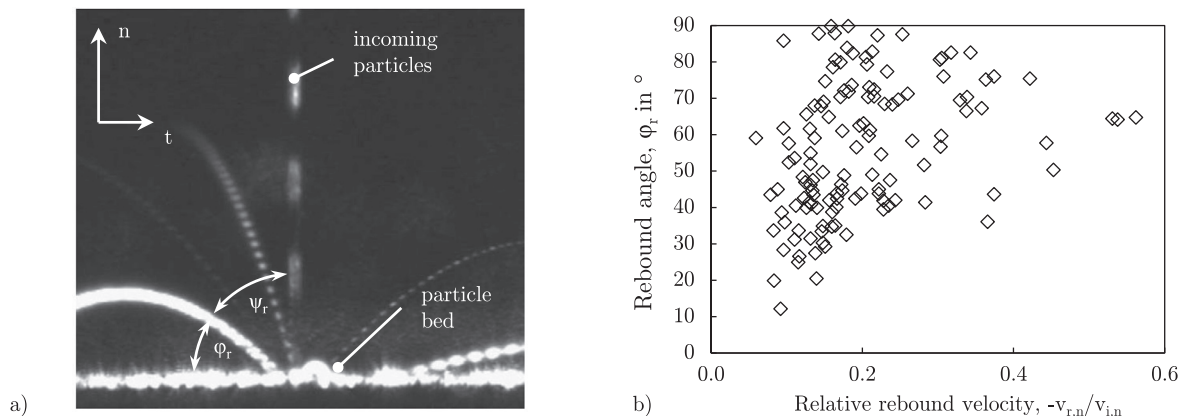 n
t
incoming
particles
ψr
φr
particle
bed
a)
Rebound angle, φr in °
90
80
70
60
50
40
30
20
10
0
0.0 0.2 0.4 0.6
Relative rebound velocity, -vr,n/vi,n
b)